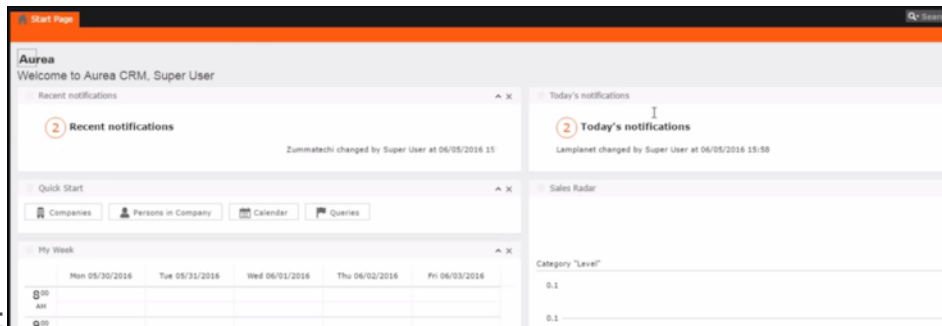 Start Page
Sear
Aurea
Welcome to Aurea CRM, Super User
Recent notifications
2 Recent notifications
Zummatechi changed by Super User at 06/05/2016 15
Today's notifications
2 Today's notifications
Lamplanet changed by Super User at 06/05/2016 15:58
Quick Start
Companies
Persons in Company
Calendar
Queries
Sales Radar
Category "Level"
0.1
0.1
My Week
Mon 05/30/2016 Tue 05/31/2016 Wed 06/01/2016 Thu 06/02/2016 Fri 06/03/2016
8 00
AM
9 00